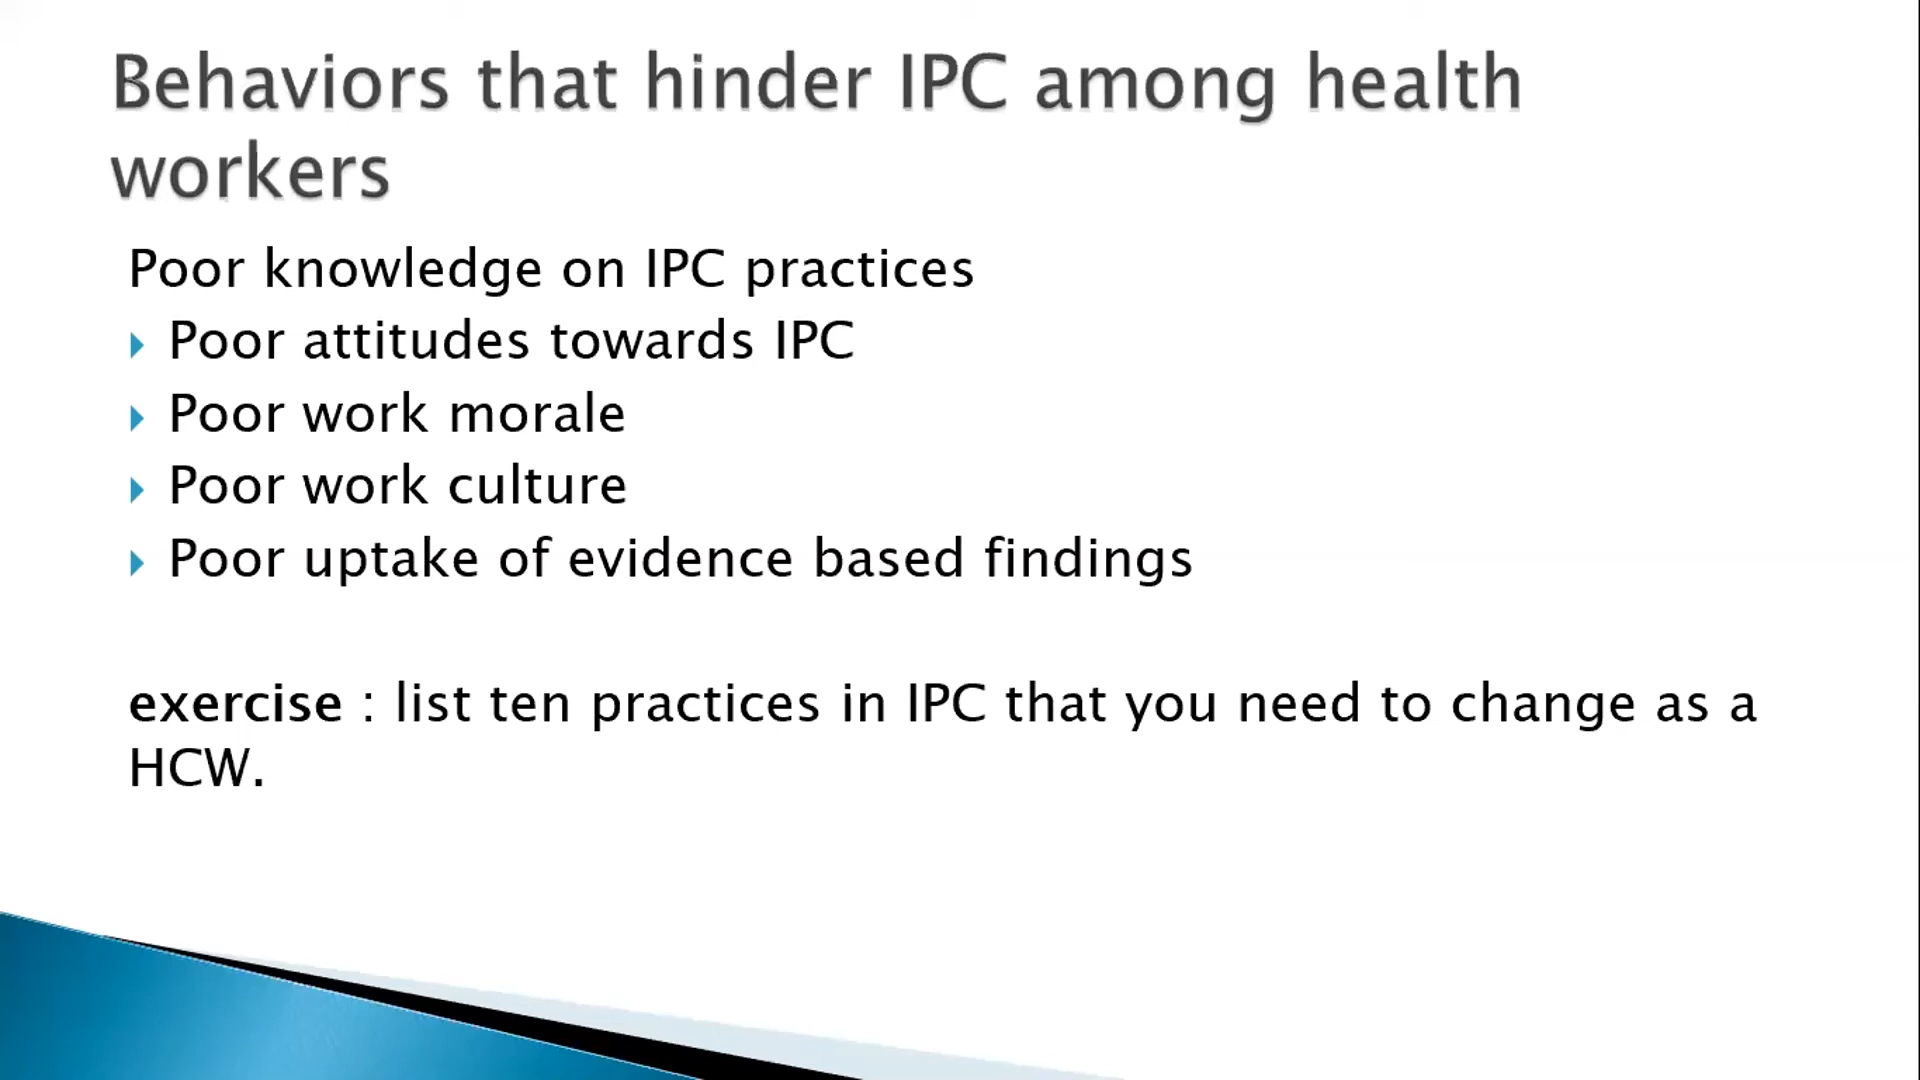 Behaviors that hinder IPC among health
workers
Poor knowledge on IPC practices
Poor attitudes towards IPC
Poor work morale
Poor work culture
Poor uptake of evidence based findings
exercise : list ten practices in IPC that you need to change as a
HCW.